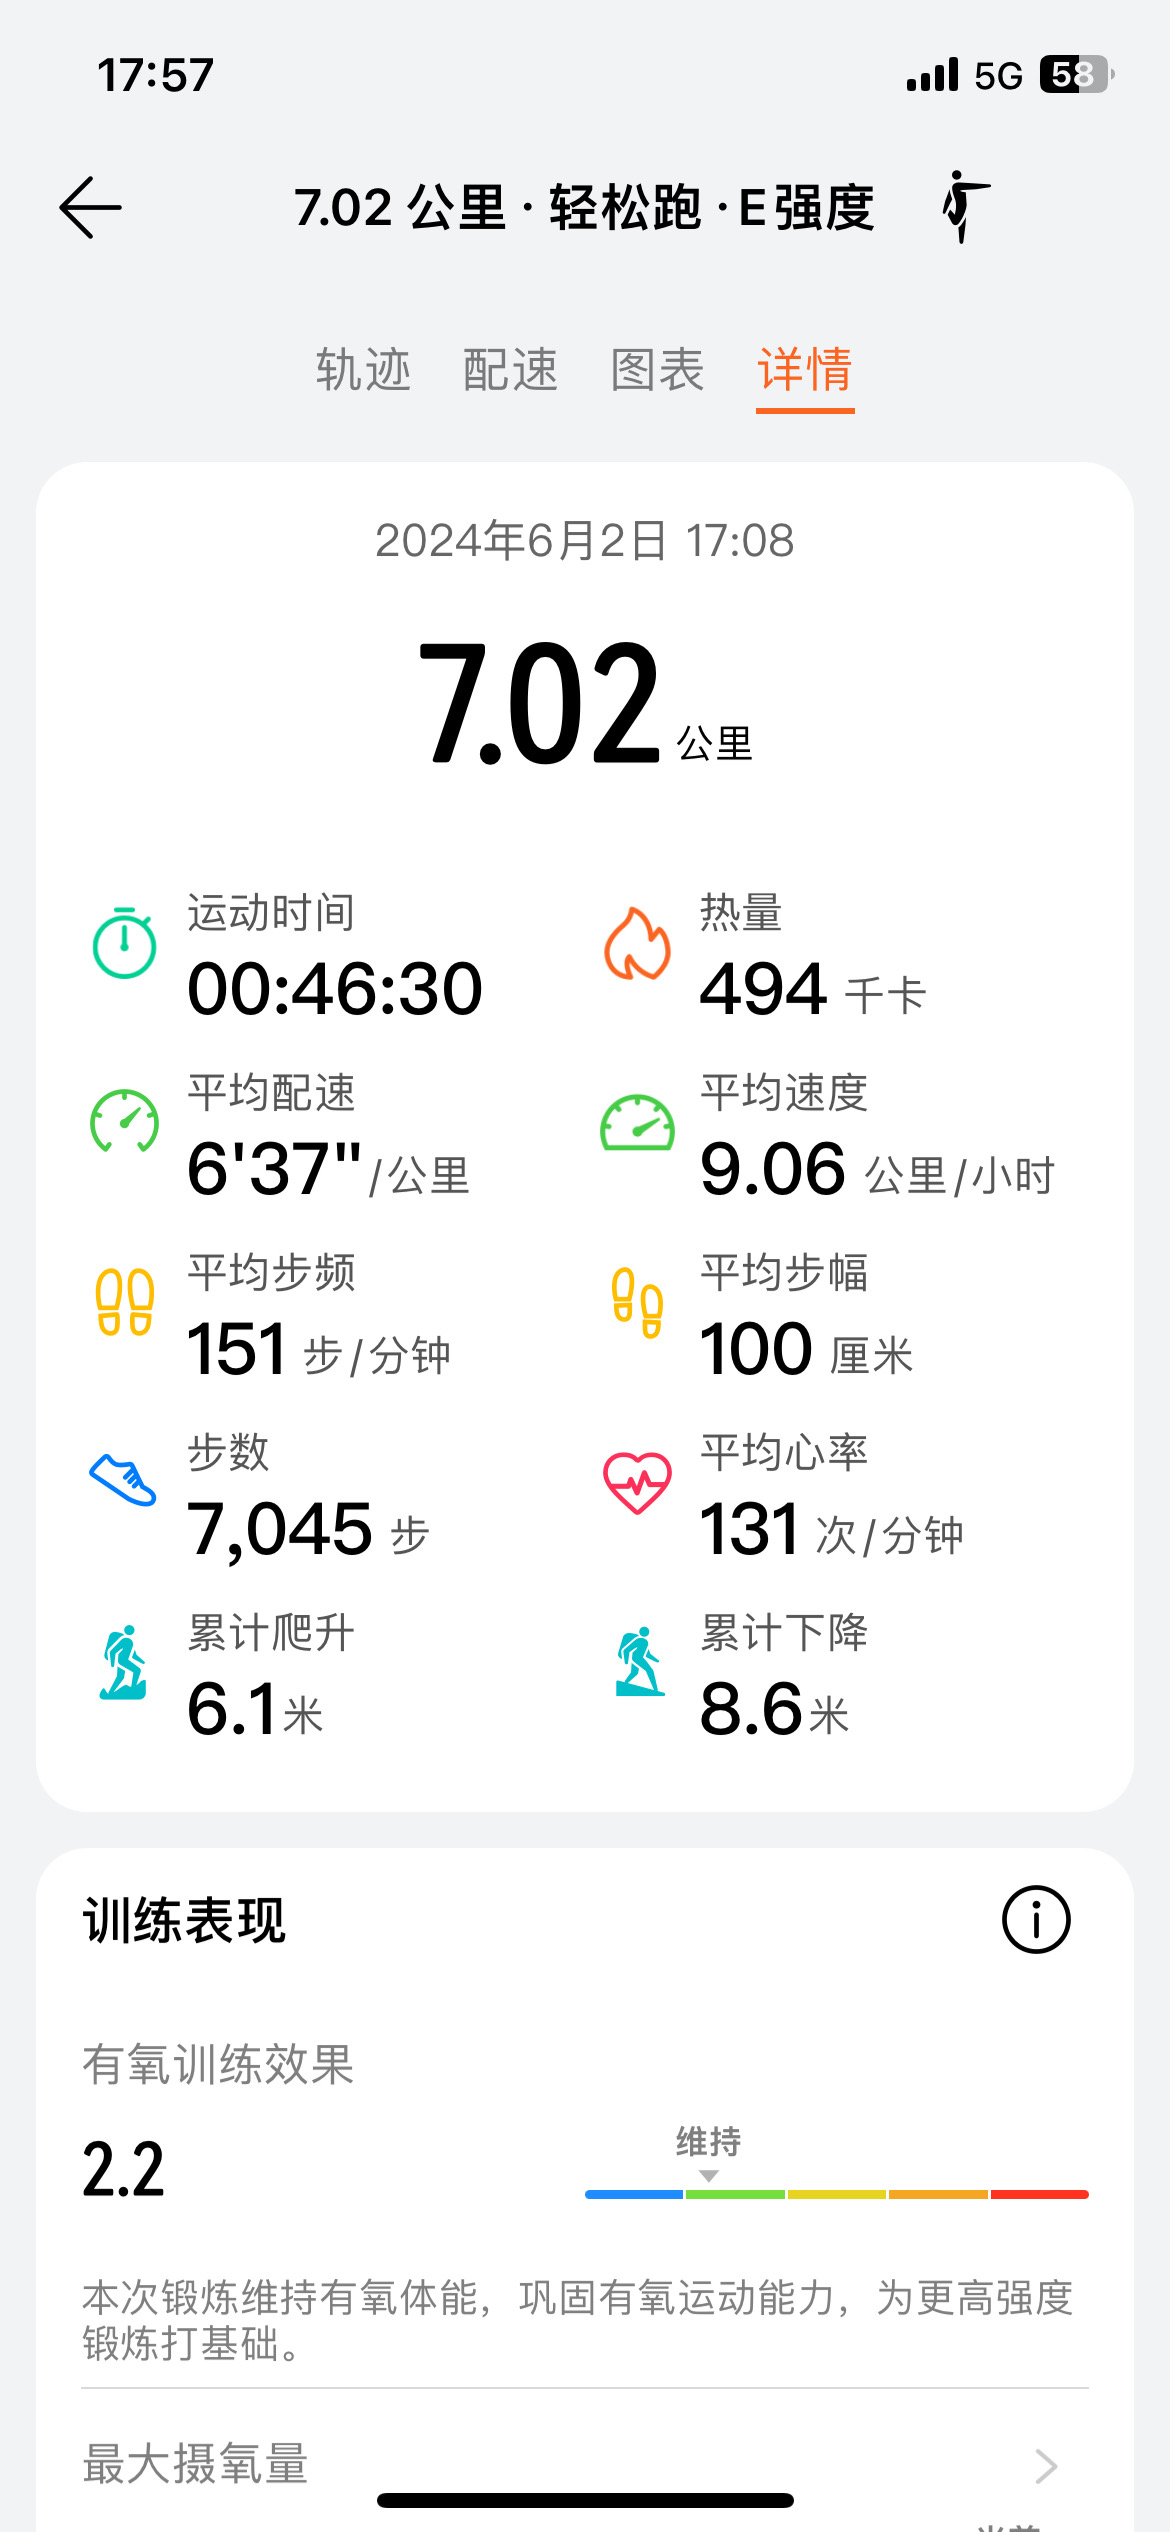 17:57
5G 58
7.02 公里 · 轻松跑 · E 强度
轨迹 配速 图表 详情
2024年6月2日 17:08
7.02 公里
运动时间
00:46:30
热量
494 千卡
平均配速
6'37"/公里
平均速度
9.06 公里/小时
平均步频
151 步/分钟
平均步幅
100 厘米
步数
7,045 步
平均心率
131 次/分钟
累计爬升
6.1米
累计下降
8.6米
训练表现
有氧训练效果
2.2
维持
本次锻炼维持有氧体能，巩固有氧运动能力，为更高强度
锻炼打基础。
最大摄氧量